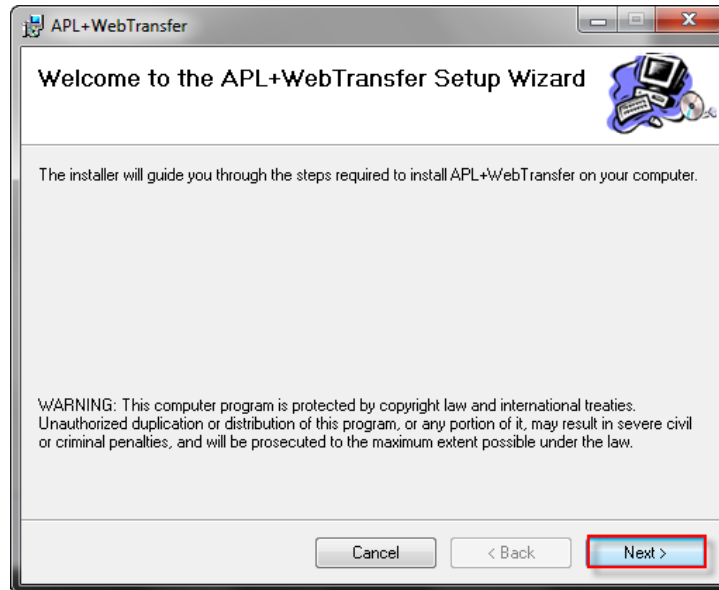 APL+WebTransfer
Welcome to the APL+WebTransfer Setup Wizard
The installer will guide you through the steps required to install APL+WebTransfer on your computer.
WARNING: This computer program is protected by copyright law and international treaties.
Unauthorized duplication or distribution of this program, or any portion of it, may result in severe civil
or criminal penalties, and will be prosecuted to the maximum extent possible under the law.
Cancel
< Back
Next >